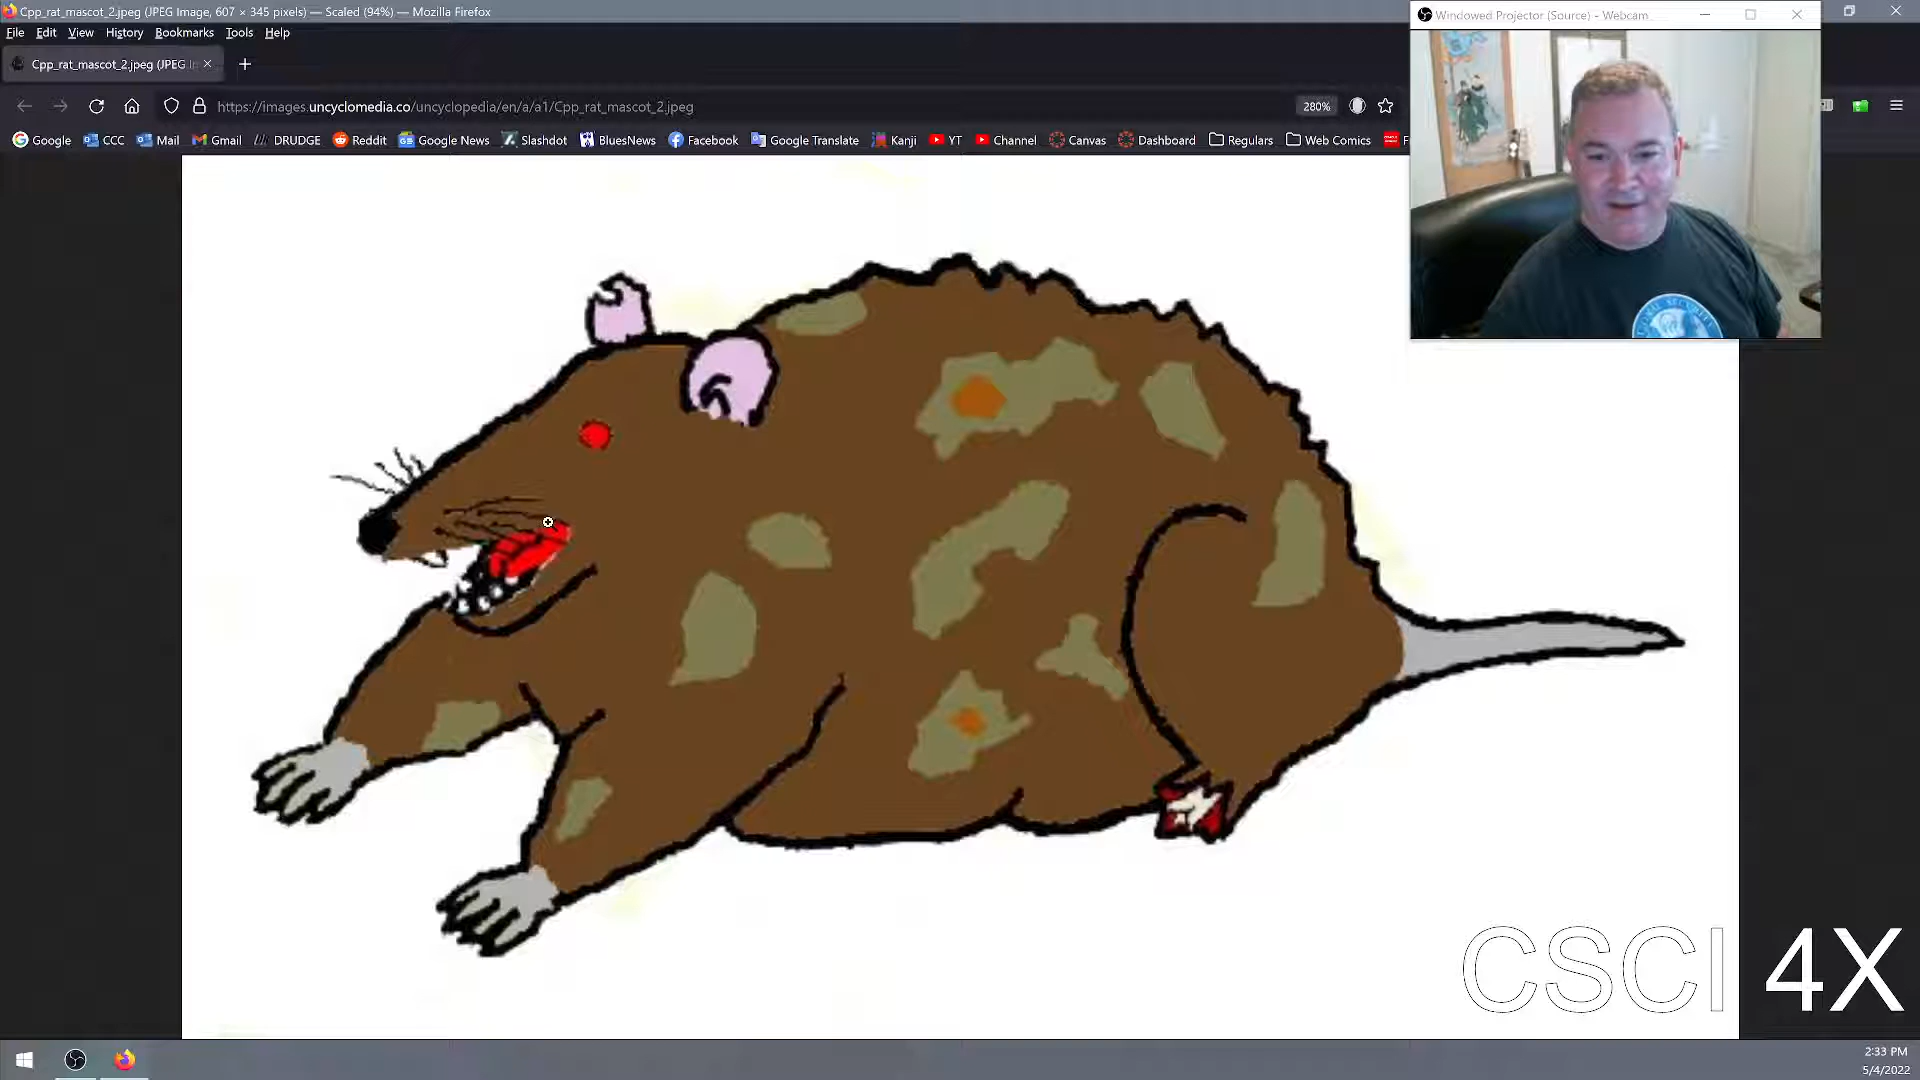 Cpp_rat_mascot_2.jpeg (JPEG Image, 607 × 345 pixels) — Scaled (94%) — Mozilla Firefox
Windowed Projector (Source) - Webcam
File Edit View History Bookmarks Tools Help
Cpp_rat_mascot_2.jpeg (JPEG I
https://images.uncyclomedia.co/uncyclopedia/en/a/a1/Cpp_rat_mascot_2.jpeg
280%
Google CCC Mail Gmail DRUDGE Reddit Google News Slashdot BluesNews Facebook Google Translate Kanji YT Channel Canvas Dashboard Regulars Web Comics F
CSCI 4X
2:33 PM
5/4/2022